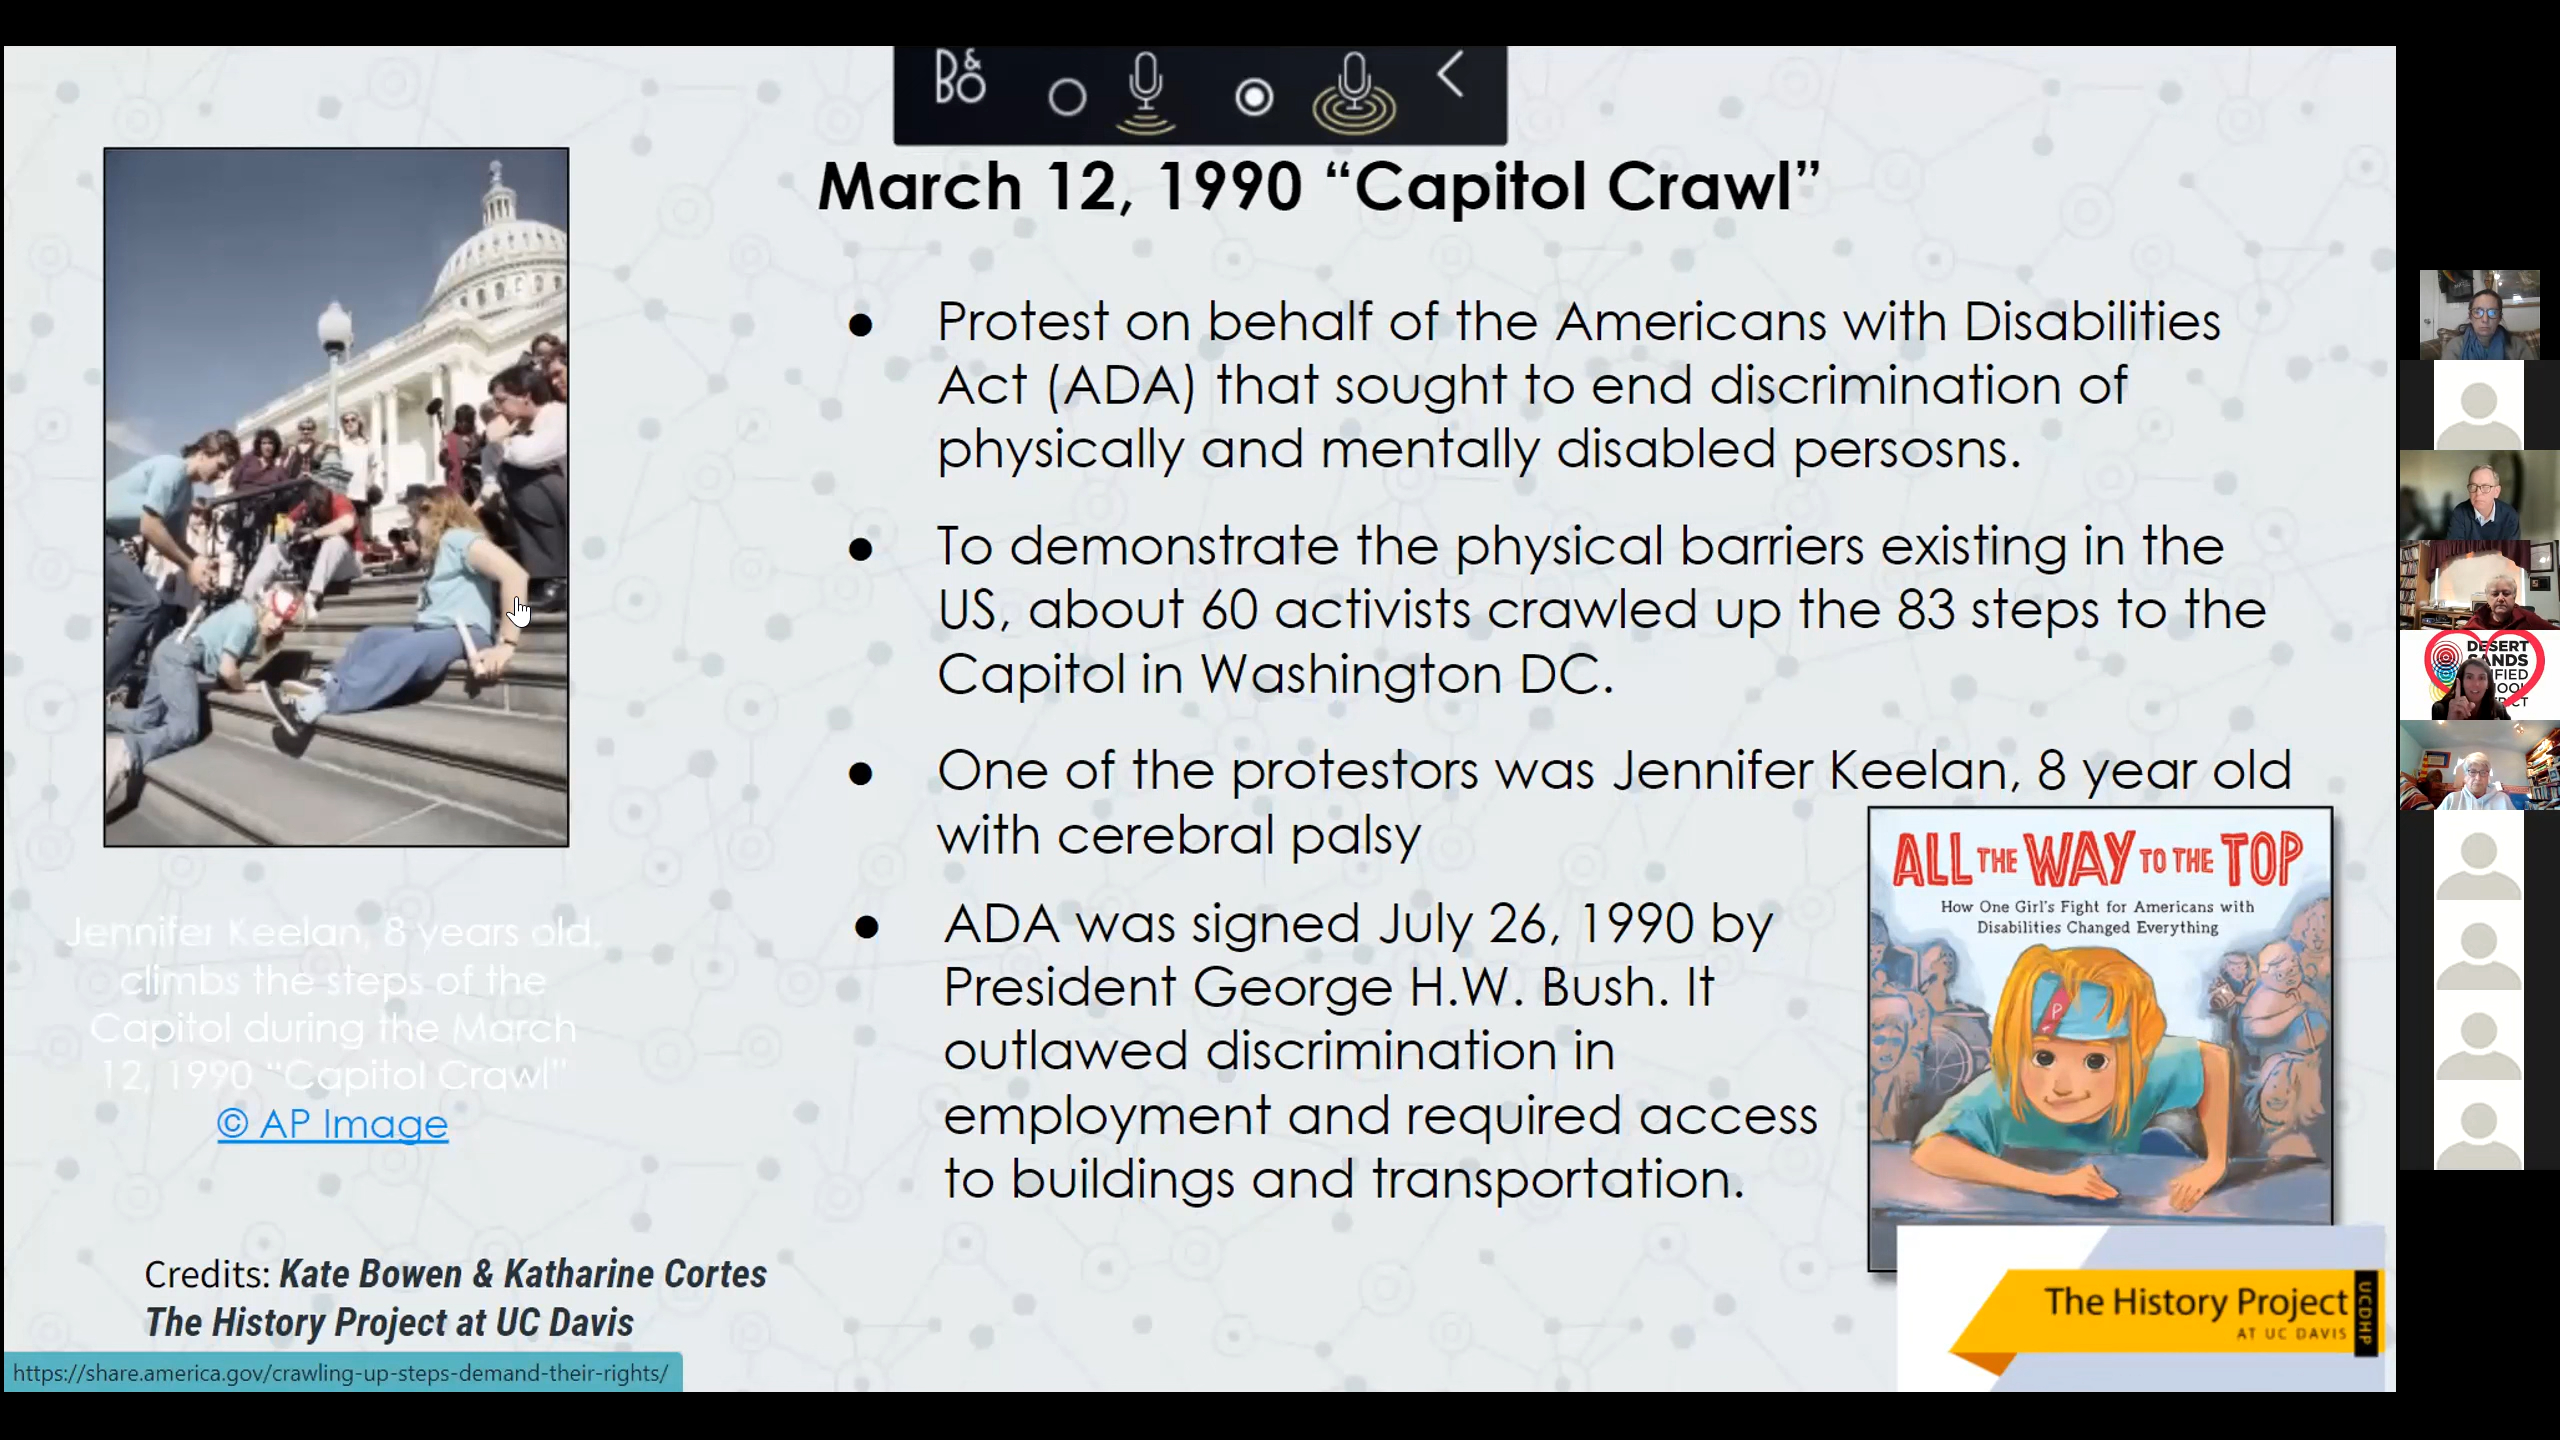 B&O
March 12, 1990 “Capitol Crawl”
● Protest on behalf of the Americans with Disabilities
Act (ADA) that sought to end discrimination of
physically and mentally disabled persosns.
● To demonstrate the physical barriers existing in the
US, about 60 activists crawled up the 83 steps to the
Capitol in Washington DC.
● One of the protestors was Jennifer Keelan, 8 year old
with cerebral palsy
● ADA was signed July 26, 1990 by
President George H.W. Bush. It
outlawed discrimination in
employment and required access
to buildings and transportation.
Jennifer Keelan, 8 years old,
climbs the steps of the
Capitol during the March
12, 1990 “Capitol Crawl”
© AP Image
ALL THE WAY TO THE TOP
How One Girl's Fight for Americans with
Disabilities Changed Everything
P
Credits: Kate Bowen & Katharine Cortes
The History Project at UC Davis
The History Project
AT UC DAVIS
UCDHP
https://share.america.gov/crawling-up-steps-demand-their-rights/
DESERT
SANDS